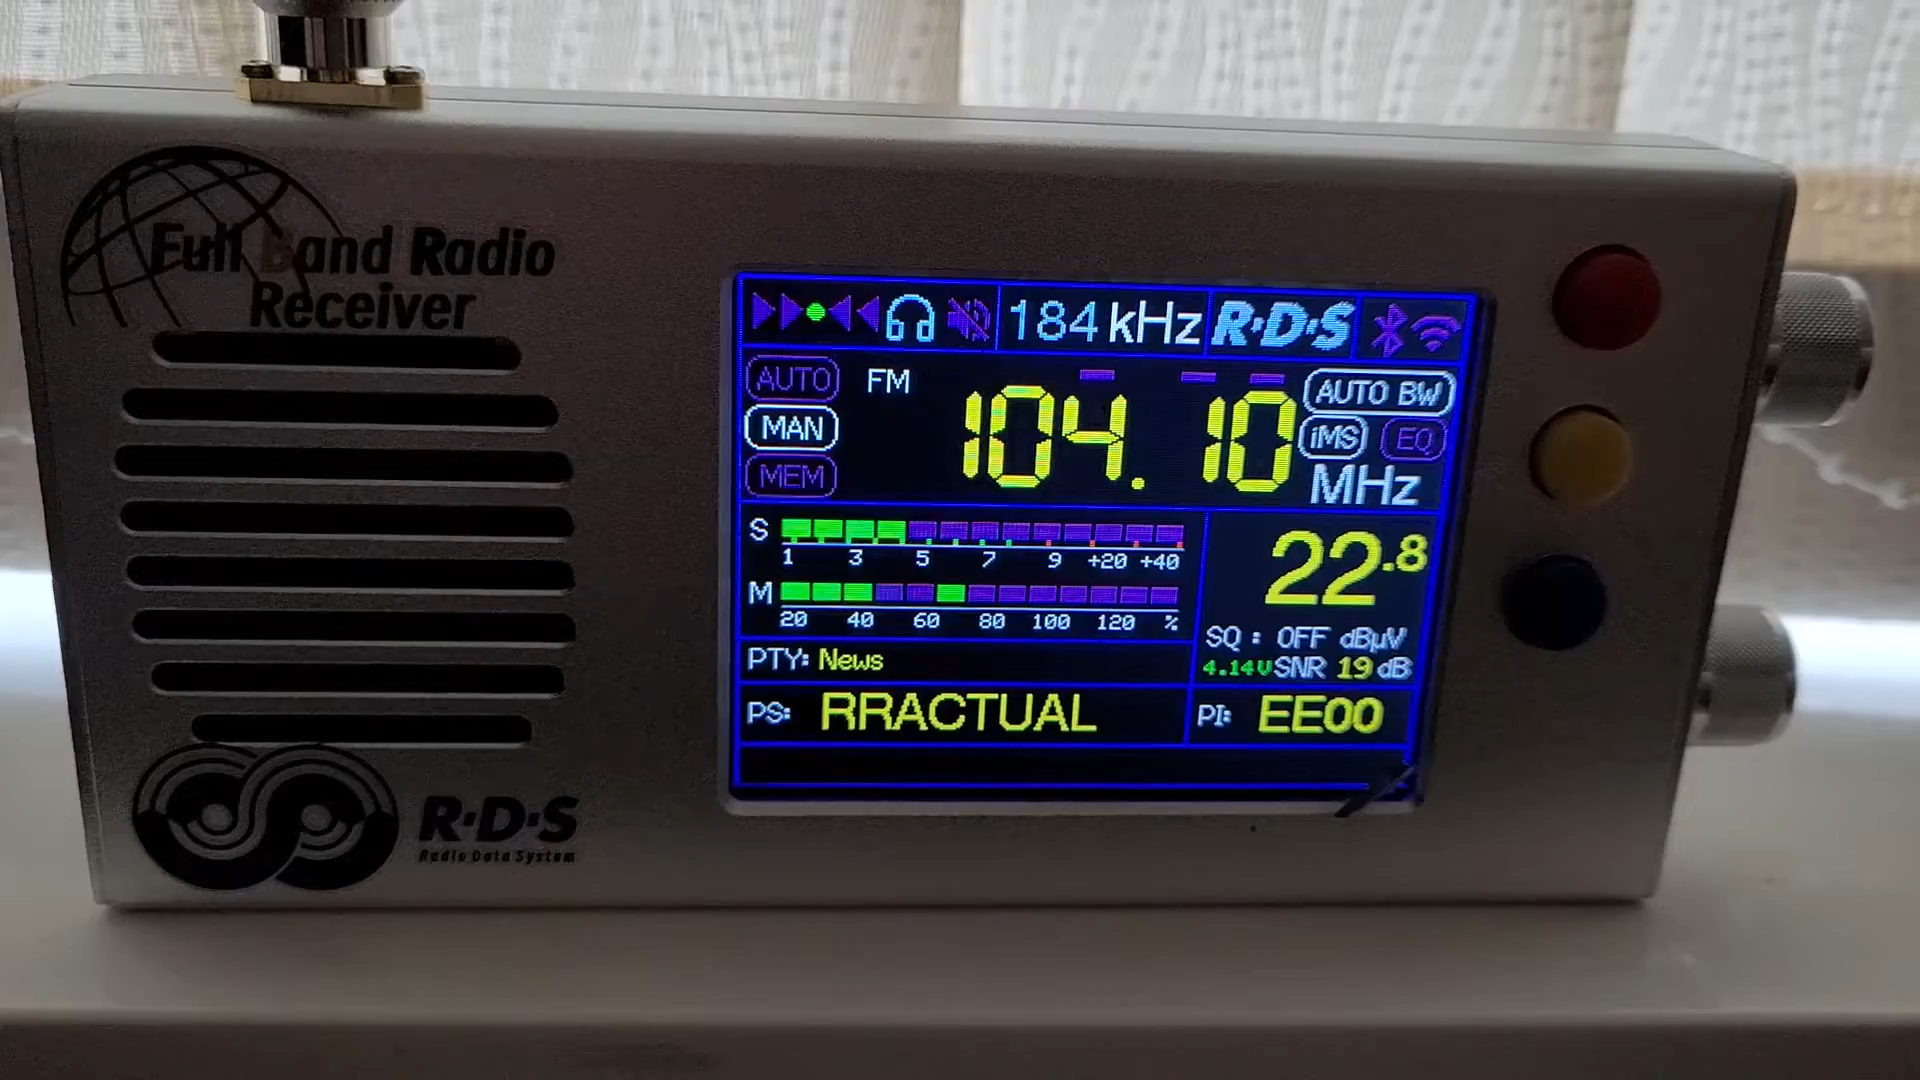 Full Band Radio
Receiver
184 kHz R·D·S
AUTO FM AUTO BW
MAN 104.10 iMS EQ
MEM MHz
S
1 3 5 7 9 +20 +40
M
20 40 60 80 100 120 %
22.8
SQ : OFF dBµV
4.14V SNR 19 dB
PTY: News
PS: RRACTUAL PI: EE00
R·D·S
Radio Data System